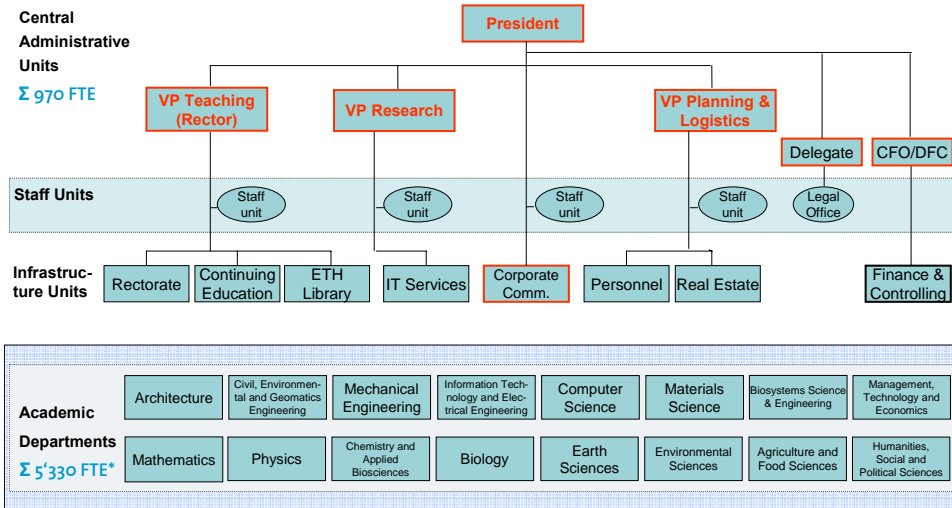 Central
Administrative
Units
Σ 970 FTE
President
VP Teaching
(Rector)
VP Research
VP Planning &
Logistics
Delegate
CFO/DFC
Staff Units
Staff
unit
Staff
unit
Staff
unit
Staff
unit
Legal
Office
Infrastruc-
ture Units
Rectorate
Continuing
Education
ETH
Library
IT Services
Corporate
Comm.
Personnel
Real Estate
Finance &
Controlling
Academic
Departments
Σ 5‘330 FTE*
Architecture
Civil, Environmen-
tal and Geomatics
Engineering
Mechanical
Engineering
Information Tech-
nology and Elec-
trical Engineering
Computer
Science
Materials
Science
Biosystems Science
& Engineering
Management,
Technology and
Economics
Mathematics
Physics
Chemistry and
Applied
Biosciences
Biology
Earth
Sciences
Environmental
Sciences
Agriculture and
Food Sciences
Humanities,
Social and
Political Sciences